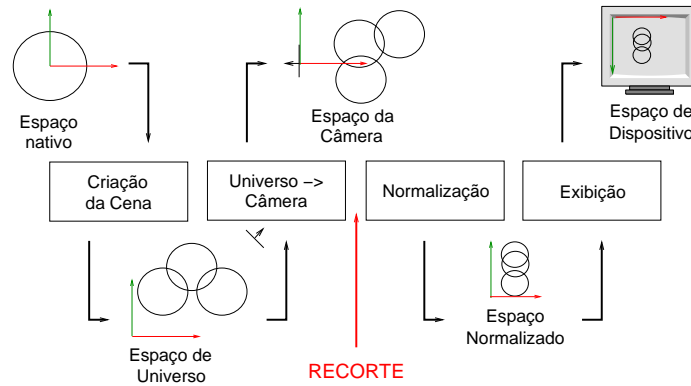 Espaço
nativo
Espaço da
Câmera
Espaço de
Dispositivo
Criação
da Cena
Universo –>
Câmera
Normalização
Exibição
Espaço de
Universo
Espaço
Normalizado
RECORTE